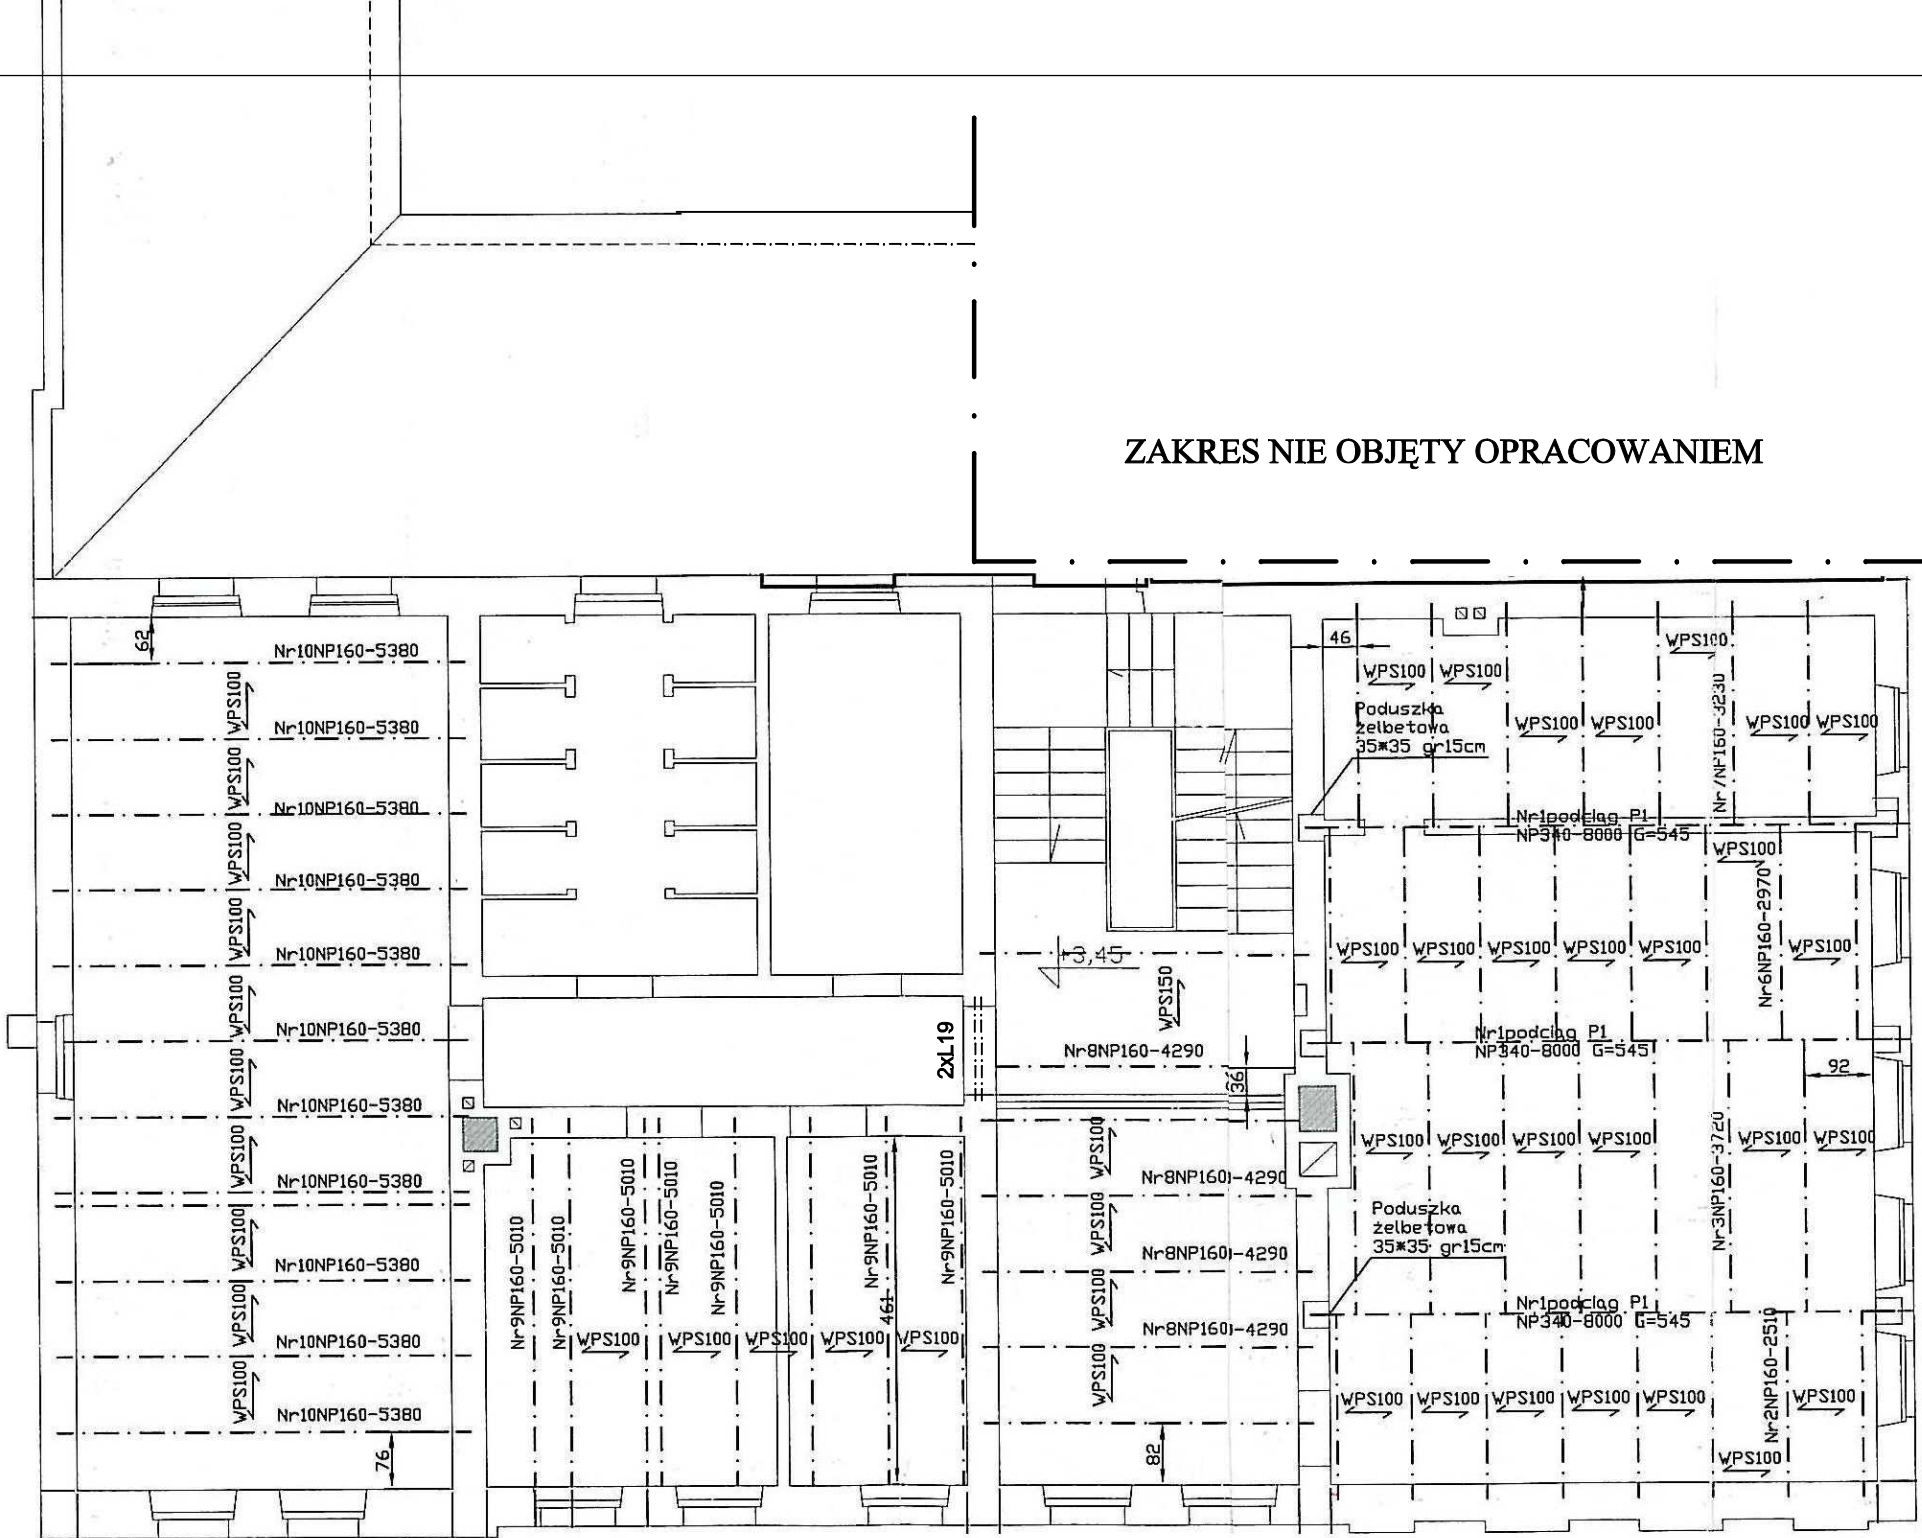 ZAKRES NIE OBJĘTY OPRACOWANIEM
62
Nr10NP160-5380
WPS100
Nr10NP160-5380
WPS100
Nr10NP160-5380
WPS100
Nr10NP160-5380
WPS100
Nr10NP160-5380
WPS100
Nr10NP160-5380
WPS100
Nr10NP160-5380
WPS100
Nr10NP160-5380
WPS100
Nr10NP160-5380
WPS100
Nr10NP160-5380
WPS100
Nr10NP160-5380
76
Nr9NP160-5010
Nr9NP160-5010
Nr9NP160-5010
Nr9NP160-5010
Nr9NP160-5010
Nr9NP160-5010
Nr9NP160-5010
461
WPS100
WPS100
WPS100
WPS100
WPS100
2xL19
+3,45
WPS150
Nr8NP160-4290
36
WPS100
Nr8NP160-4290
WPS100
Nr8NP160-4290
WPS100
Nr8NP160-4290
WPS100
82
46
WPS100
WPS100
WPS100
Poduszka
żelbetowa
35*35 gr15cm
WPS100
WPS100
Nr7NP160-3230
WPS100
WPS100
Nr1podciąg P1
NP340-8000 G=545
WPS100
Nr6NP160-2970
WPS100
WPS100
WPS100
WPS100
WPS100
WPS100
Nr1podciąg P1
NP340-8000 G=545
92
WPS100
WPS100
WPS100
WPS100
Nr3NP160-3720
WPS100
WPS100
Poduszka
żelbetowa
35*35 gr15cm
Nr1podciąg P1
NP340-8000 G=545
Nr2NP160-2510
WPS100
WPS100
WPS100
WPS100
WPS100
WPS100
WPS100